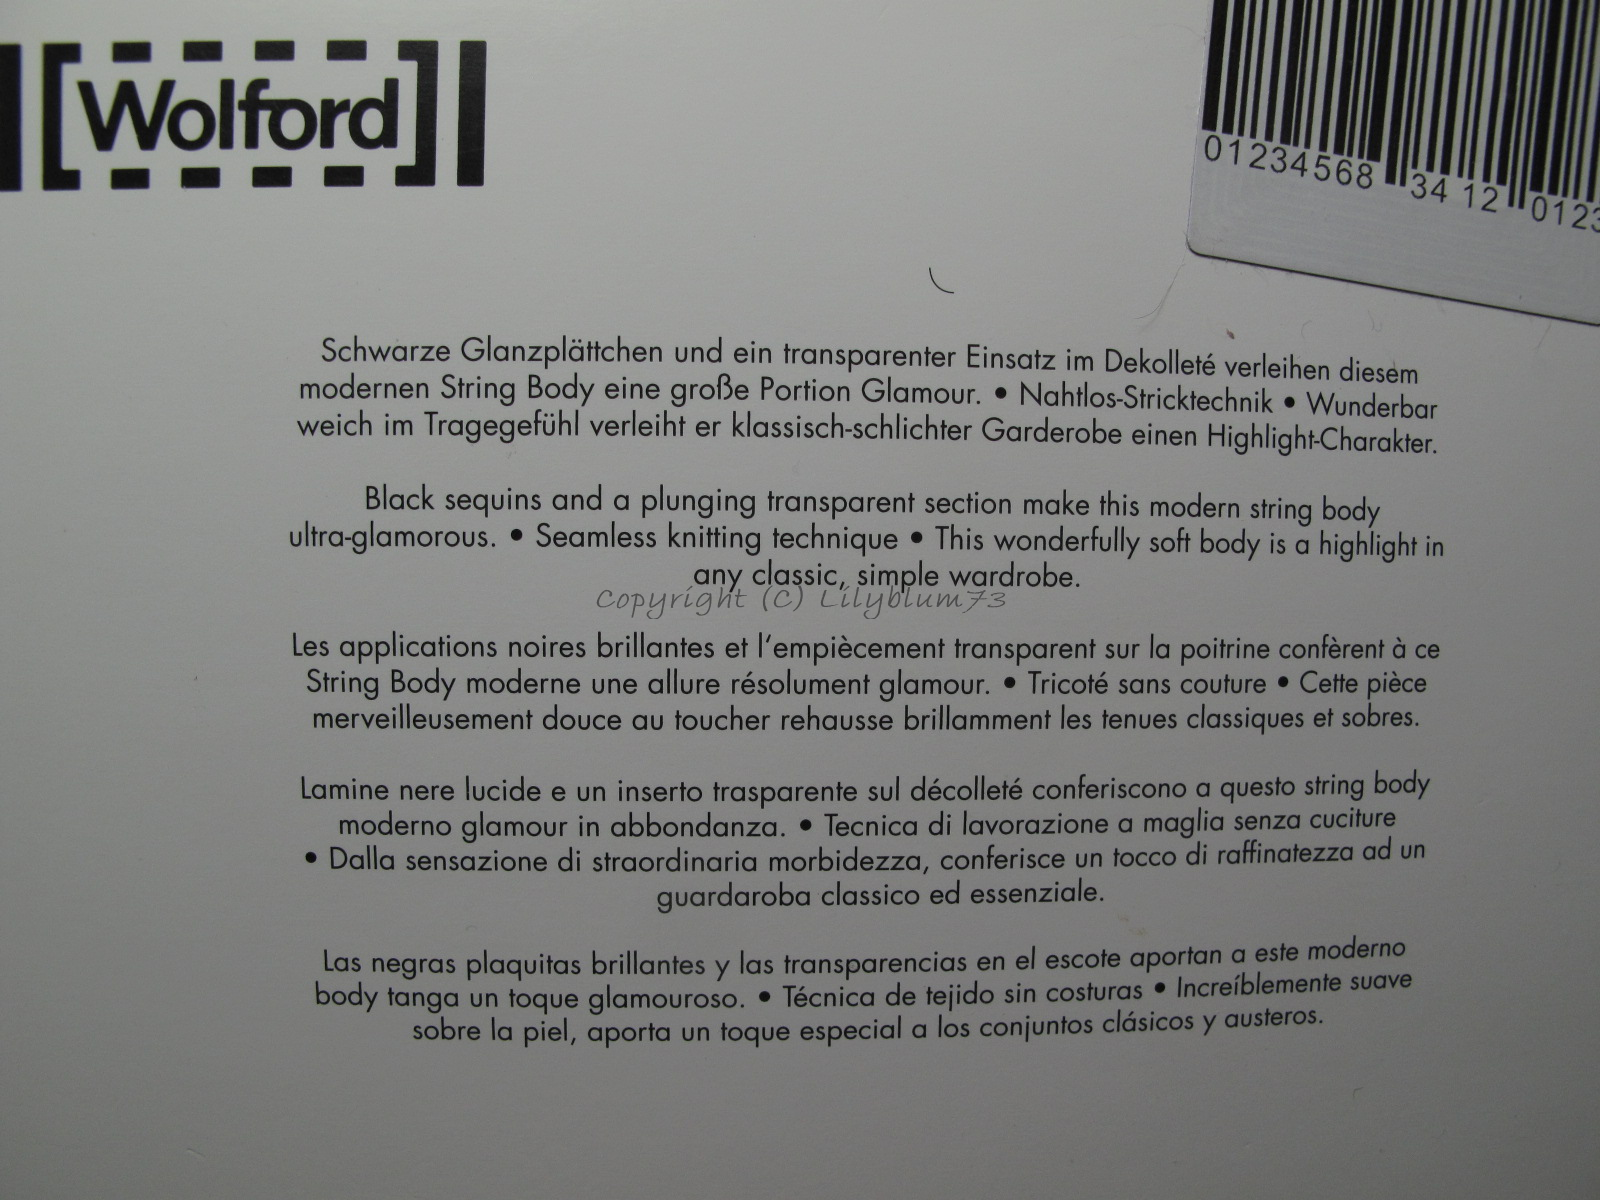 Wolford
01234568 34 12 0123
Schwarze Glanzplättchen und ein transparenter Einsatz im Dekolleté verleihen diesem
modernen String Body eine große Portion Glamour. • Nahtlos-Stricktechnik • Wunderbar
weich im Tragegefühl verleiht er klassisch-schlichter Garderobe einen Highlight-Charakter.
Black sequins and a plunging transparent section make this modern string body
ultra-glamorous. • Seamless knitting technique • This wonderfully soft body is a highlight in
any classic, simple wardrobe.
Copyright (C) Lilyblum73
Les applications noires brillantes et l'empiècement transparent sur la poitrine confèrent à ce
String Body moderne une allure résolument glamour. • Tricoté sans couture • Cette pièce
merveilleusement douce au toucher rehausse brillamment les tenues classiques et sobres.
Lamine nere lucide e un inserto trasparente sul décolleté conferiscono a questo string body
moderno glamour in abbondanza. • Tecnica di lavorazione a maglia senza cuciture
• Dalla sensazione di straordinaria morbidezza, conferisce un tocco di raffinatezza ad un
guardaroba classico ed essenziale.
Las negras plaquitas brillantes y las transparencias en el escote aportan a este moderno
body tanga un toque glamouroso. • Técnica de tejido sin costuras • Increíblemente suave
sobre la piel, aporta un toque especial a los conjuntos clásicos y austeros.